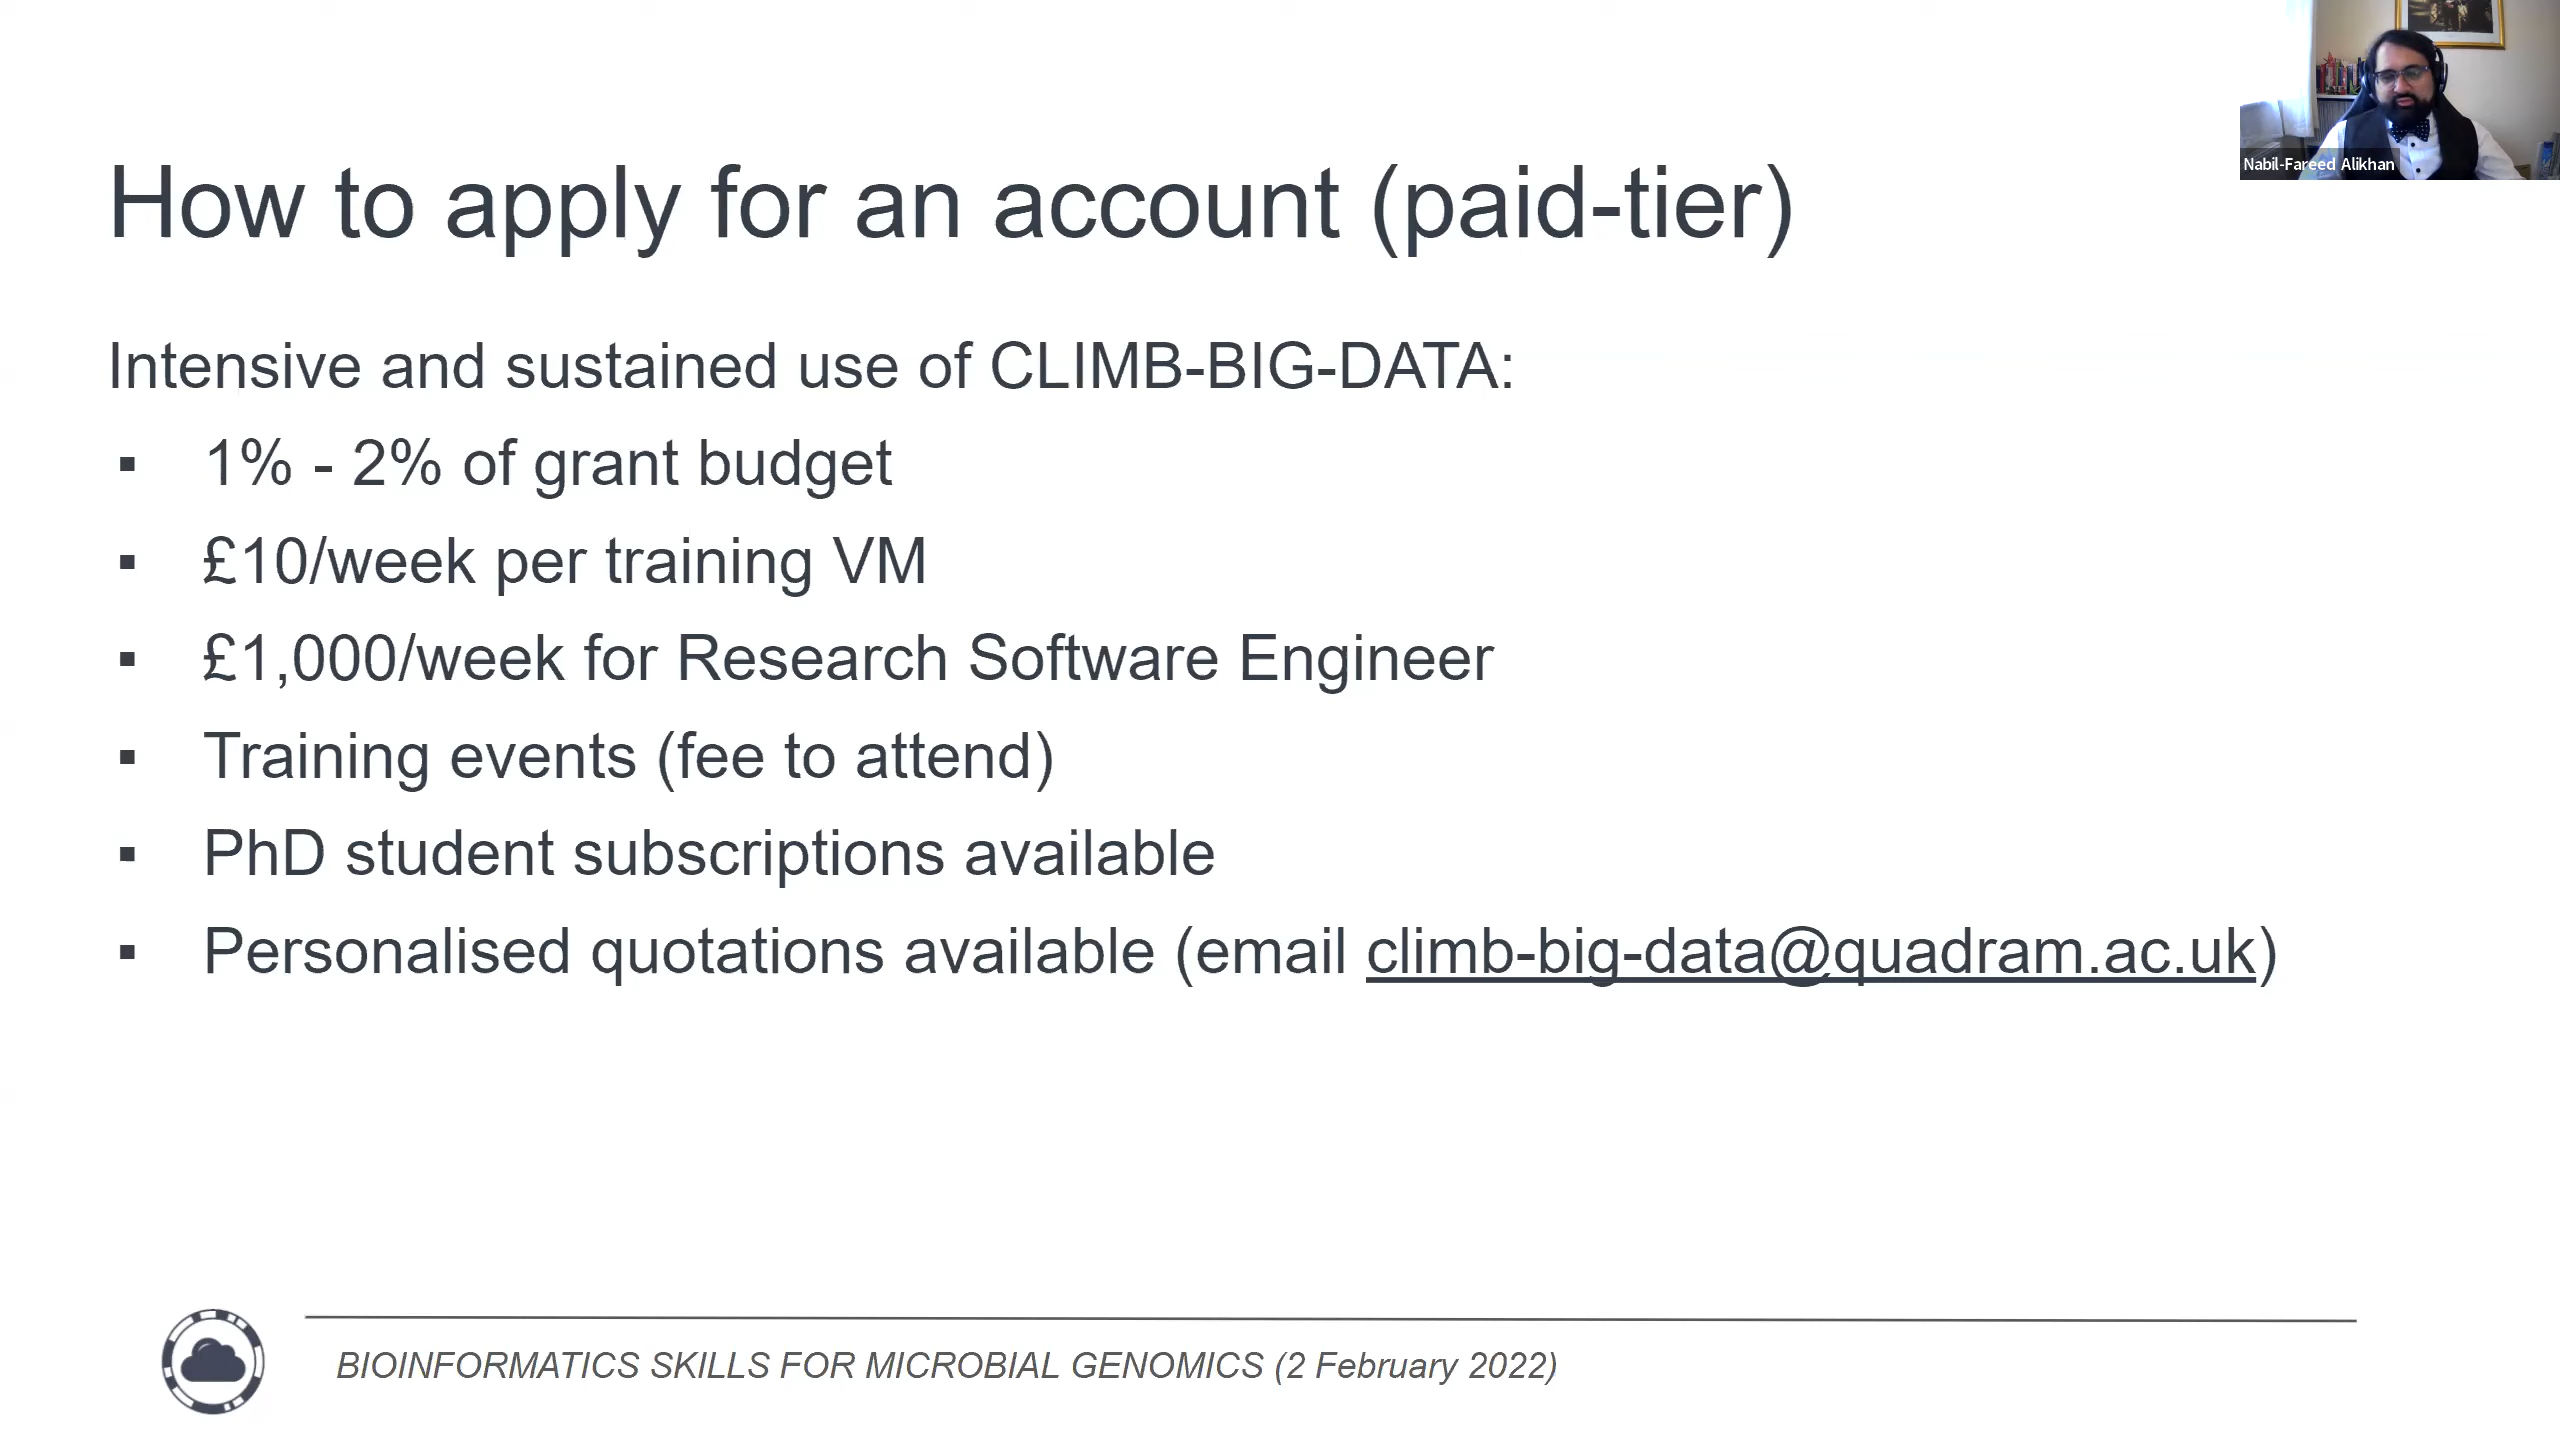 How to apply for an account (paid-tier)
Nabil-Fareed Alikhan
Intensive and sustained use of CLIMB-BIG-DATA:
▪ 1% - 2% of grant budget
▪ £10/week per training VM
▪ £1,000/week for Research Software Engineer
▪ Training events (fee to attend)
▪ PhD student subscriptions available
▪ Personalised quotations available (email climb-big-data@quadram.ac.uk)
BIOINFORMATICS SKILLS FOR MICROBIAL GENOMICS (2 February 2022)